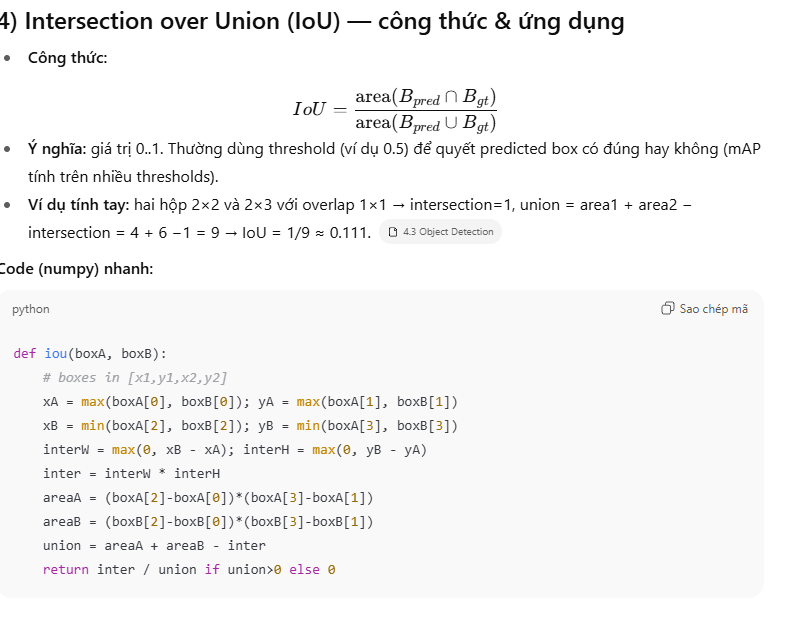 4) Intersection over Union (IoU) — công thức & ứng dụng
• Công thức:
IoU = area(B_pred ∩ B_gt) / area(B_pred ∪ B_gt)
• Ý nghĩa: giá trị 0..1. Thường dùng threshold (ví dụ 0.5) để quyết predicted box có đúng hay không (mAP
tính trên nhiều thresholds).
• Ví dụ tính tay: hai hộp 2×2 và 2×3 với overlap 1×1 → intersection=1, union = area1 + area2 −
intersection = 4 + 6 −1 = 9 → IoU = 1/9 ≈ 0.111. 4.3 Object Detection
Code (numpy) nhanh:
python Sao chép mã
def iou(boxA, boxB):
    # boxes in [x1,y1,x2,y2]
    xA = max(boxA[0], boxB[0]); yA = max(boxA[1], boxB[1])
    xB = min(boxA[2], boxB[2]); yB = min(boxA[3], boxB[3])
    interW = max(0, xB - xA); interH = max(0, yB - yA)
    inter = interW * interH
    areaA = (boxA[2]-boxA[0])*(boxA[3]-boxA[1])
    areaB = (boxB[2]-boxB[0])*(boxB[3]-boxB[1])
    union = areaA + areaB - inter
    return inter / union if union>0 else 0